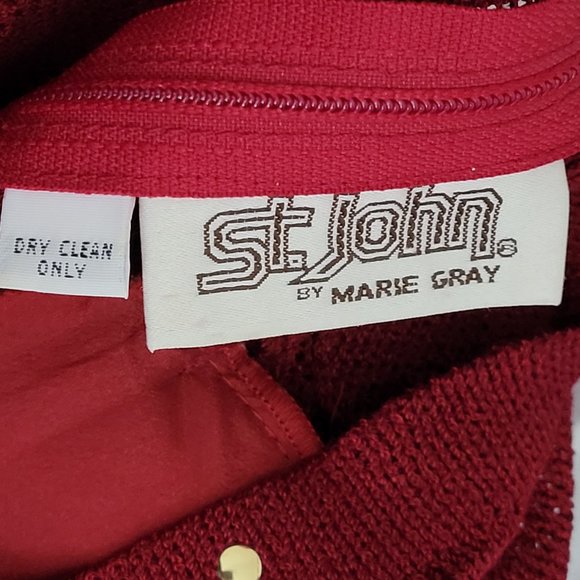 DRY CLEAN
ONLY
St. John®
BY MARIE GRAY